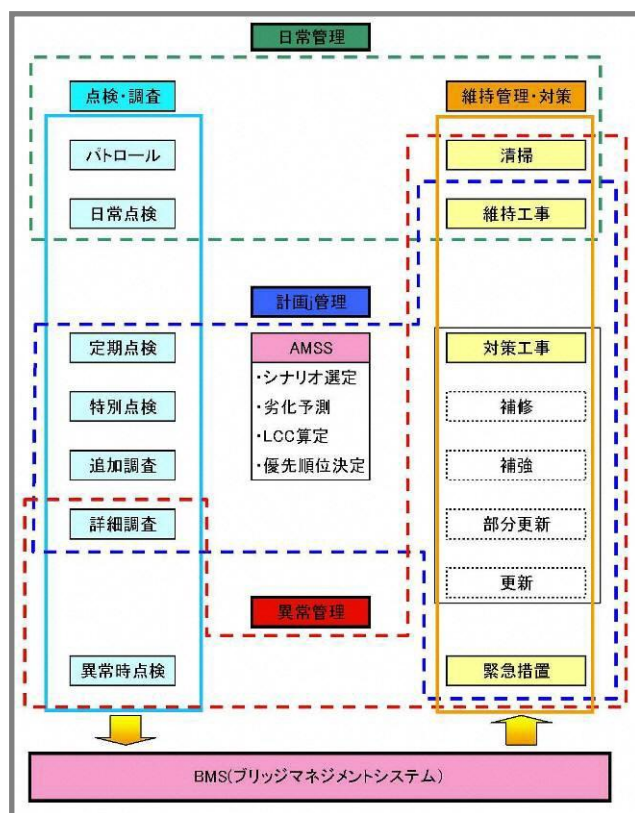 日常管理
点検・調査
維持管理・対策
パトロール
清掃
日常点検
維持工事
計画j管理
定期点検
AMSS
対策工事
・シナリオ選定
・劣化予測
・LCC算定
・優先順位決定
特別点検
補修
追加調査
補強
詳細調査
部分更新
更新
異常管理
異常時点検
緊急措置
BMS(ブリッジマネジメントシステム)